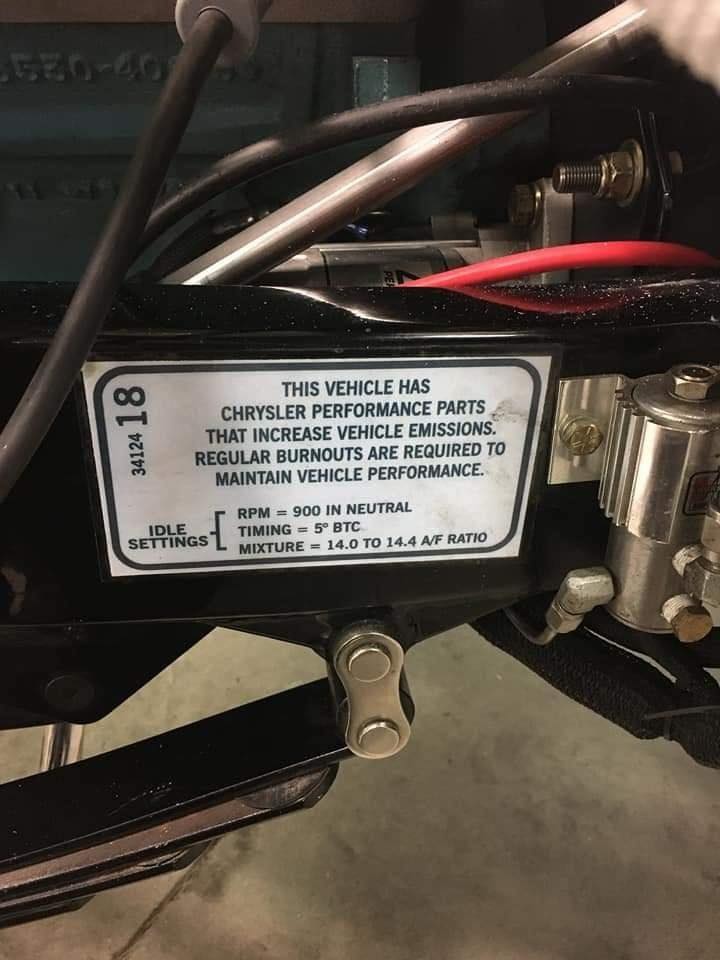 34124 18
THIS VEHICLE HAS
CHRYSLER PERFORMANCE PARTS
THAT INCREASE VEHICLE EMISSIONS.
REGULAR BURNOUTS ARE REQUIRED TO
MAINTAIN VEHICLE PERFORMANCE.
IDLE
SETTINGS
RPM = 900 IN NEUTRAL
TIMING = 5° BTC
MIXTURE = 14.0 TO 14.4 A/F RATIO